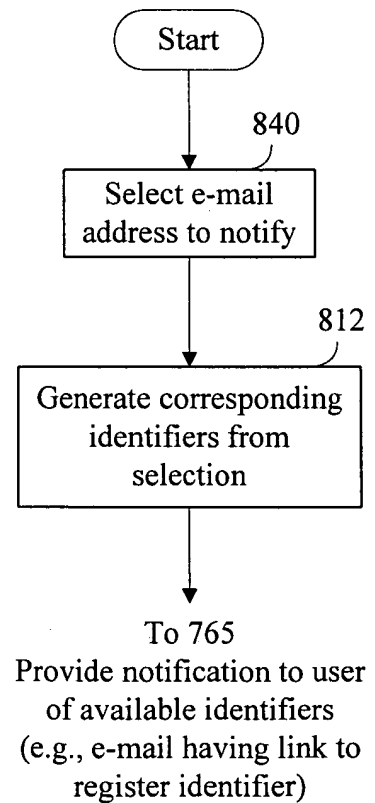 Start
840
Select e-mail
address to notify
812
Generate corresponding
identifiers from
selection
To 765
Provide notification to user
of available identifiers
(e.g., e-mail having link to
register identifier)